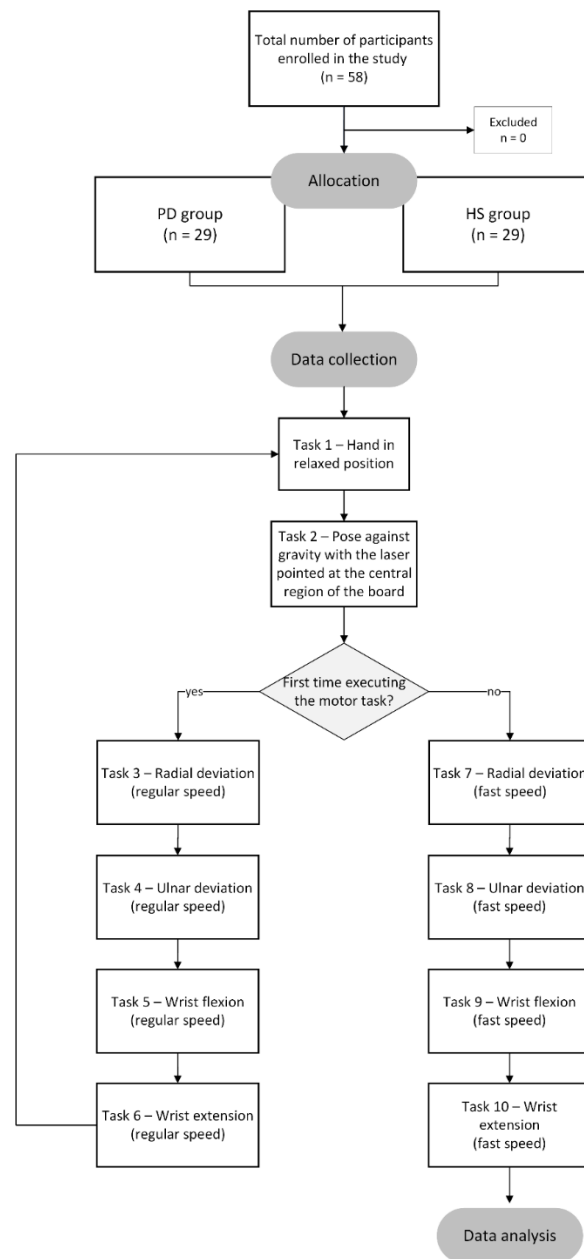 Total number of participants
enrolled in the study
(n = 58)
Excluded
n = 0
Allocation
PD group
(n = 29)
HS group
(n = 29)
Data collection
Task 1 – Hand in
relaxed position
Task 2 – Pose against
gravity with the laser
pointed at the central
region of the board
First time executing
the motor task?
yes
no
Task 3 – Radial deviation
(regular speed)
Task 7 – Radial deviation
(fast speed)
Task 4 – Ulnar deviation
(regular speed)
Task 8 – Ulnar deviation
(fast speed)
Task 5 – Wrist flexion
(regular speed)
Task 9 – Wrist flexion
(fast speed)
Task 6 – Wrist extension
(regular speed)
Task 10 – Wrist
extension
(fast speed)
Data analysis